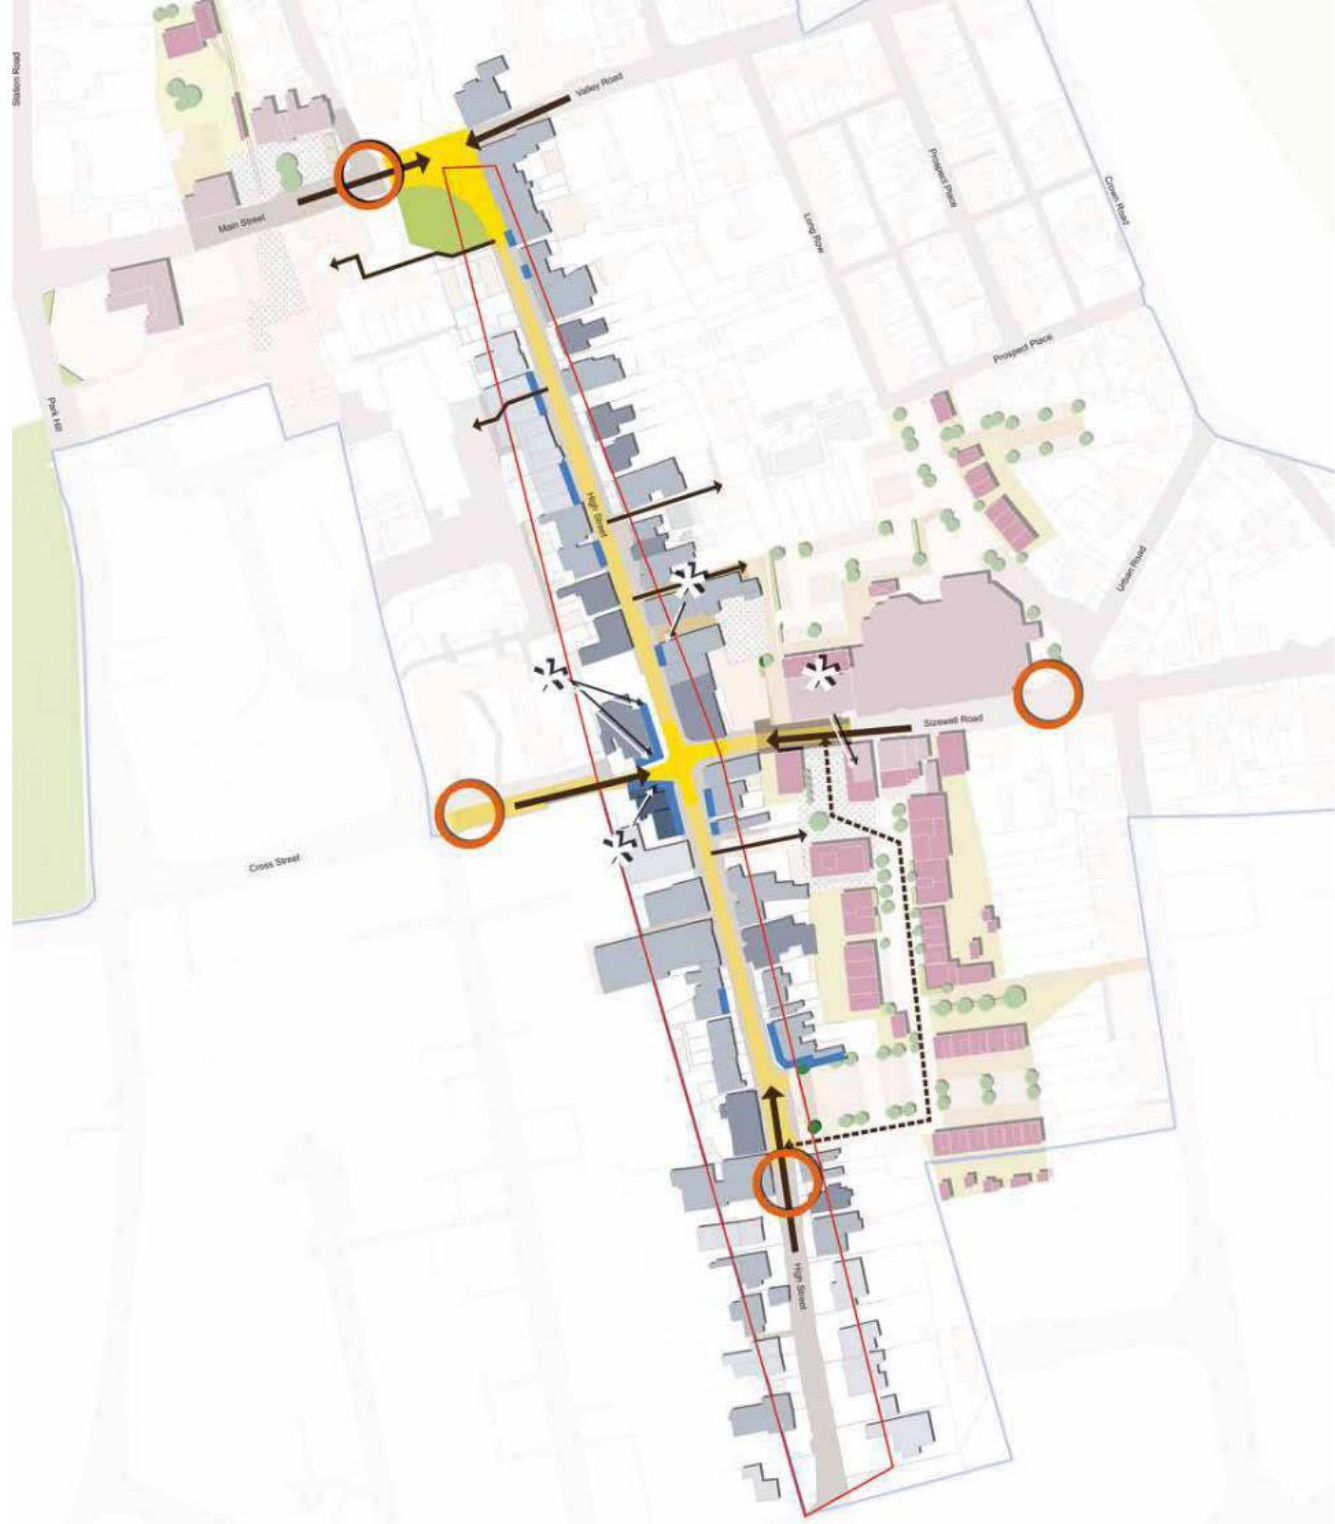 Station Road
Valley Road
Main Street
Prospect Place
Crown Road
Long Row
Prospect Place
Park Hill
High Street
Urban Road
Sizewell Road
Cross Street
High Street